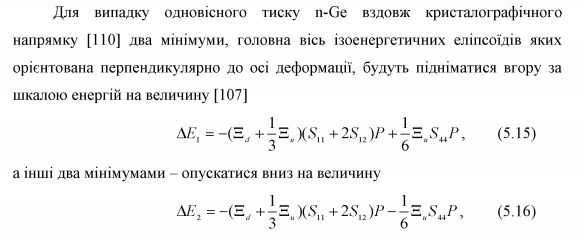 Для випадку одновісного тиску n-Ge вздовж кристалографічного
напрямку [110] два мінімуми, головна вісь ізоенергетичних еліпсоїдів яких
орієнтована перпендикулярно до осі деформації, будуть підніматися вгору за
шкалою енергій на величину [107]
ΔE₁ = −(Ξ_d + 1/3 Ξ_u)(S₁₁ + 2S₁₂)P + 1/6 Ξ_u S₄₄ P , (5.15)
а інші два мінімумами – опускатися вниз на величину
ΔE₂ = −(Ξ_d + 1/3 Ξ_u)(S₁₁ + 2S₁₂)P − 1/6 Ξ_u S₄₄ P , (5.16)